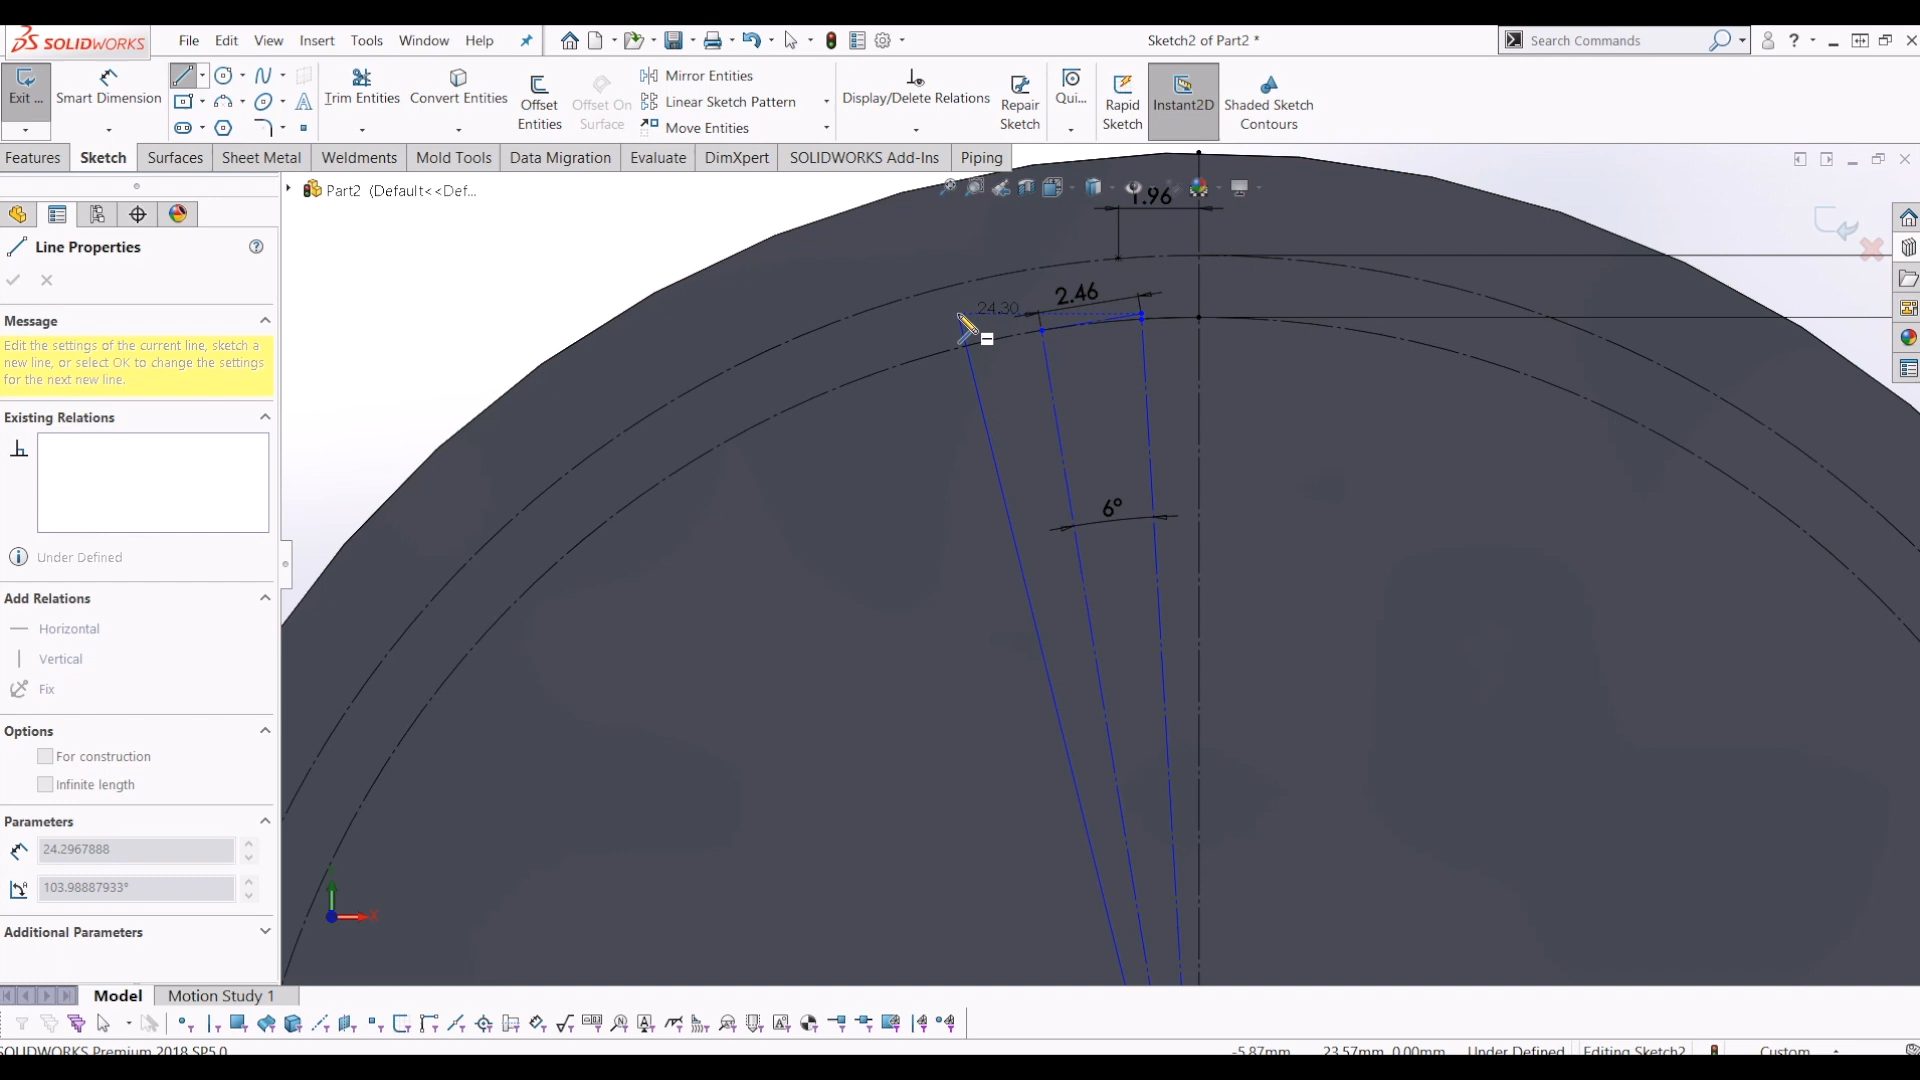 SOLIDWORKS
File Edit View Insert Tools Window Help
Sketch2 of Part2 *
Search Commands
?
Exit ...
Smart Dimension
Trim Entities
Convert Entities
Offset Entities
Offset On Surface
Mirror Entities
Linear Sketch Pattern
Move Entities
Display/Delete Relations
Repair Sketch
Qui...
Rapid Sketch
Instant2D
Shaded Sketch Contours
Features Sketch Surfaces Sheet Metal Weldments Mold Tools Data Migration Evaluate DimXpert SOLIDWORKS Add-Ins Piping
Part2 (Default<<Def...
1.96
Line Properties
24.30
2.46
Message
Edit the settings of the current line, sketch a
new line, or select OK to change the settings
for the next new line.
Existing Relations
6°
Under Defined
Add Relations
Horizontal
Vertical
Fix
Options
For construction
Infinite length
Parameters
24.2967888
103.98887933°
X
Additional Parameters
Model Motion Study 1
SOLIDWORKS Premium 2018 SP5.0
-5.87mm 23.57mm 0.00mm Under Defined Editing Sketch2 Custom